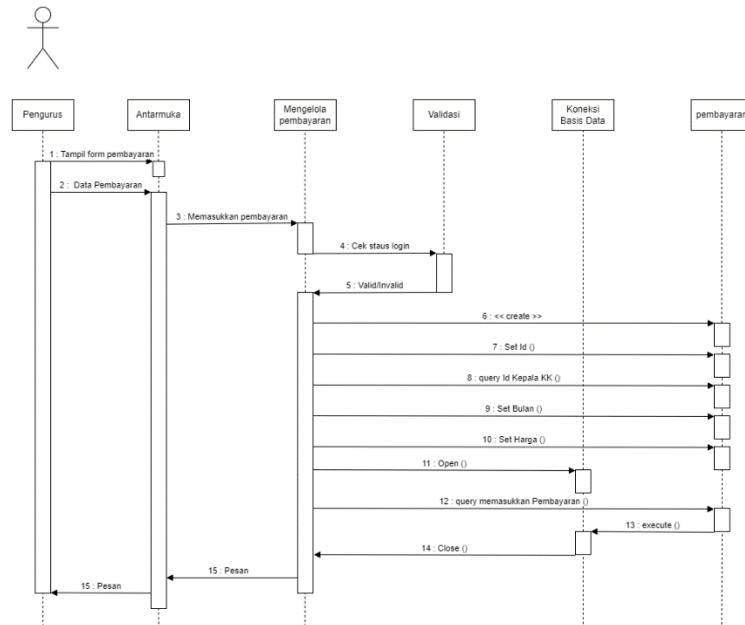 Pengurus
Antarmuka
Mengelola
pembayaran
Validasi
Koneksi
Basis Data
pembayaran
1 : Tampil form pembayaran
2 : Data Pembayaran
3 : Memasukkan pembayaran
4 : Cek staus login
5 : Valid/Invalid
6 : << create >>
7 : Set Id ()
8 : query Id Kepala KK ()
9 : Set Bulan ()
10 : Set Harga ()
11 : Open ()
12 : query memasukkan Pembayaran ()
13 : execute ()
14 : Close ()
15 : Pesan
15 : Pesan